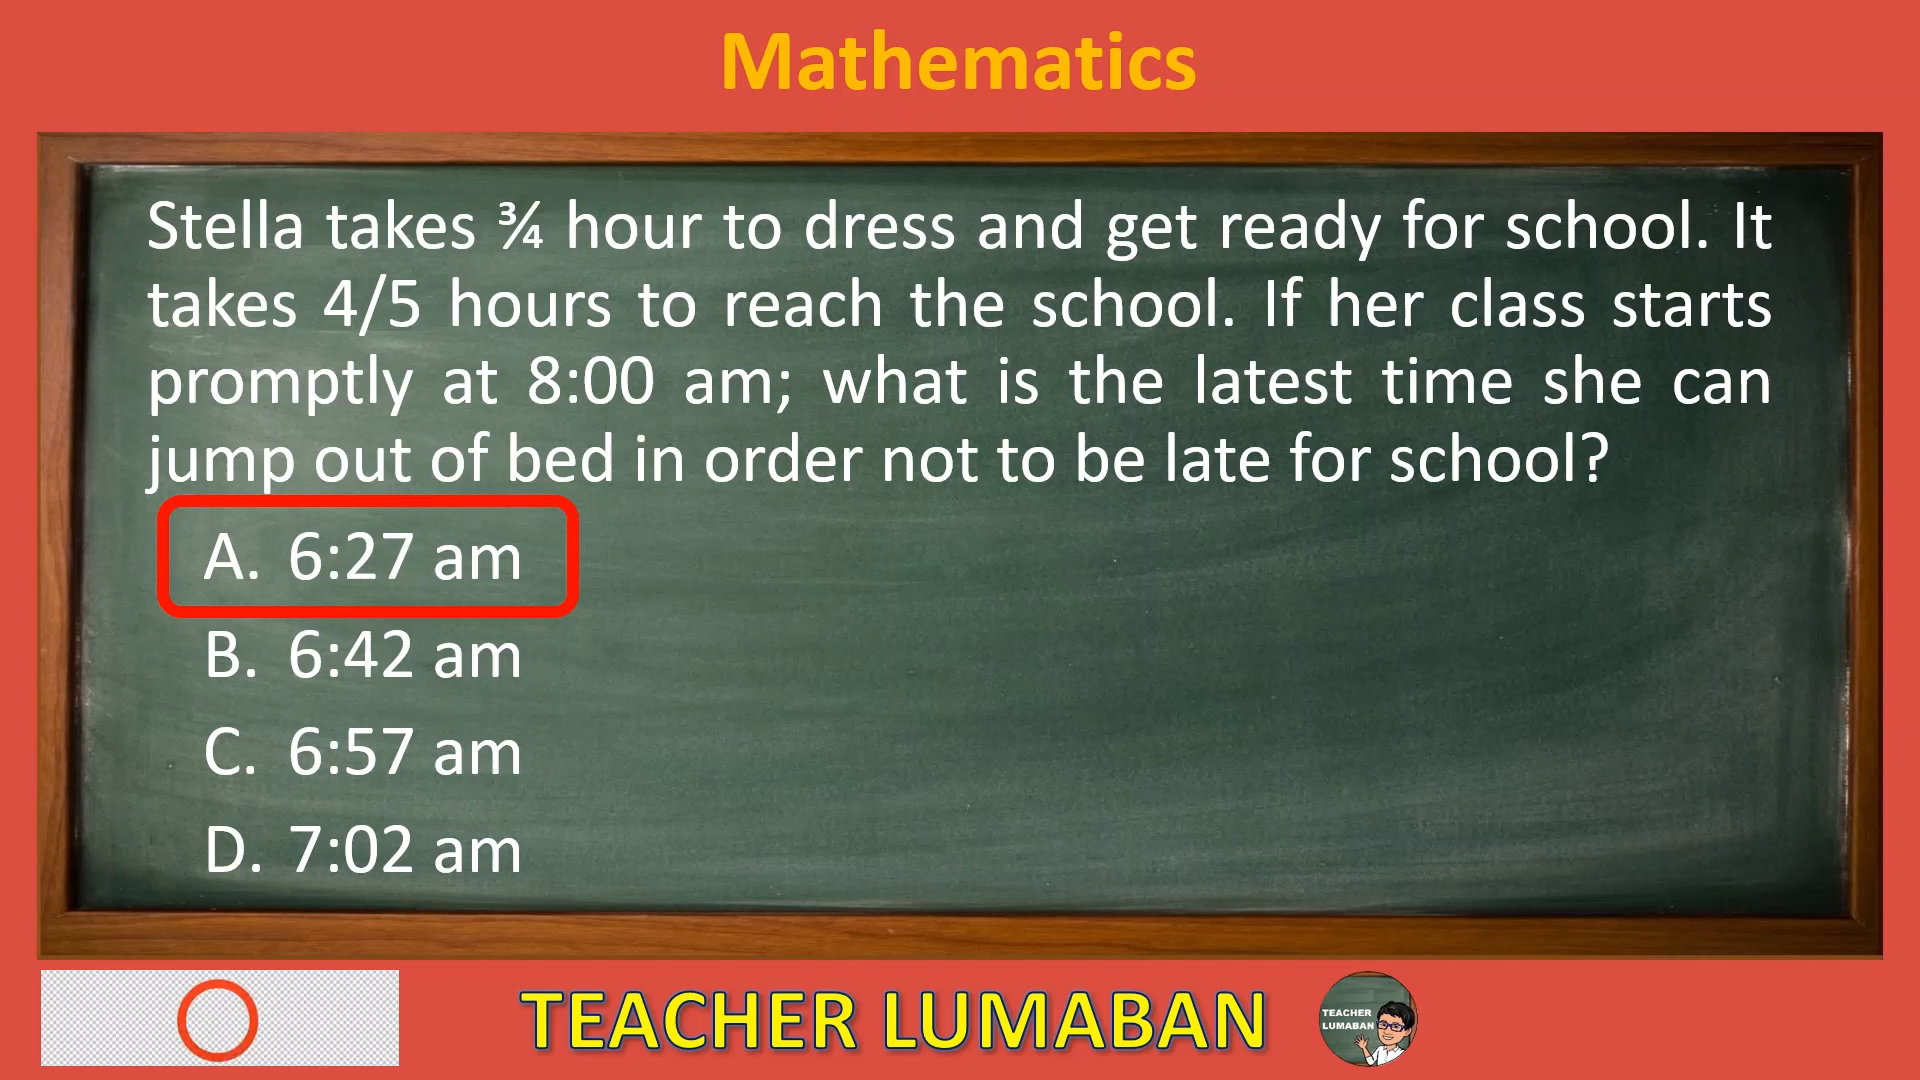 Mathematics
Stella takes ¾ hour to dress and get ready for school. It
takes 4/5 hours to reach the school. If her class starts
promptly at 8:00 am; what is the latest time she can
jump out of bed in order not to be late for school?
A. 6:27 am
B. 6:42 am
C. 6:57 am
D. 7:02 am
TEACHER LUMABAN
TEACHER
LUMABAN